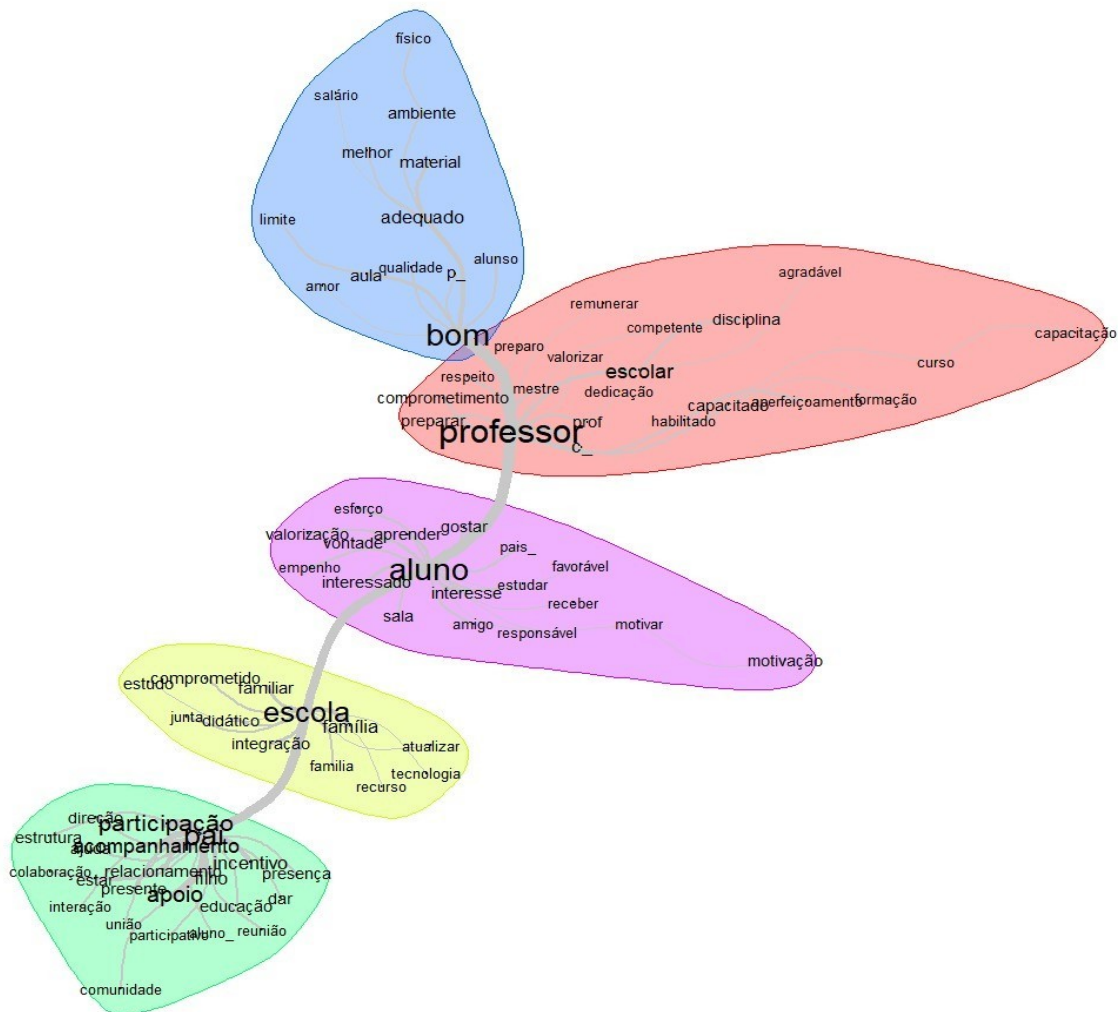 físico
salário
ambiente
melhor
material
adequado
limite
qualidade
alunso
aula
p_
amor
bom
agradável
remunerar
disciplina
competente
capacitação
preparo
valorizar
curso
escolar
respeito
mestre
dedicação
comprometimento
capacitado
aperfeiçoamento
formação
preparar
prof
habilitado
professor
c_
esforço
gostar
valorização
aprender
vontade
pais_
empenho
favorável
aluno
interessado
interesse
estudar
receber
sala
amigo
responsável
motivar
motivação
comprometido
estudo
familiar
escola
junta
didático
família
integração
atualizar
familia
tecnologia
recurso
direção
participação
estrutura
pai
ajuda
acompanhamento
incentivo
colaboração
relacionamento
presença
estar
filho
presente
apoio
dar
interação
educação
união
participativo
aluno_
reunião
comunidade